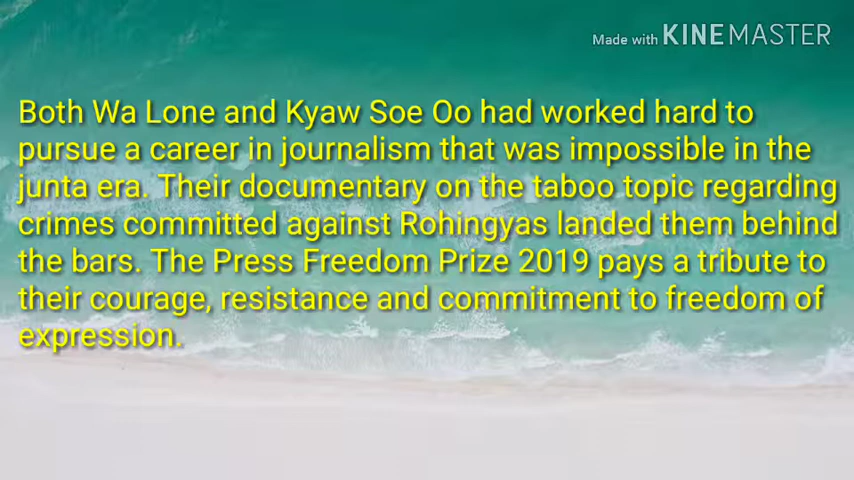 Made with KINEMASTER
Both Wa Lone and Kyaw Soe Oo had worked hard to
pursue a career in journalism that was impossible in the
junta era. Their documentary on the taboo topic regarding
crimes committed against Rohingyas landed them behind
the bars. The Press Freedom Prize 2019 pays a tribute to
their courage, resistance and commitment to freedom of
expression.